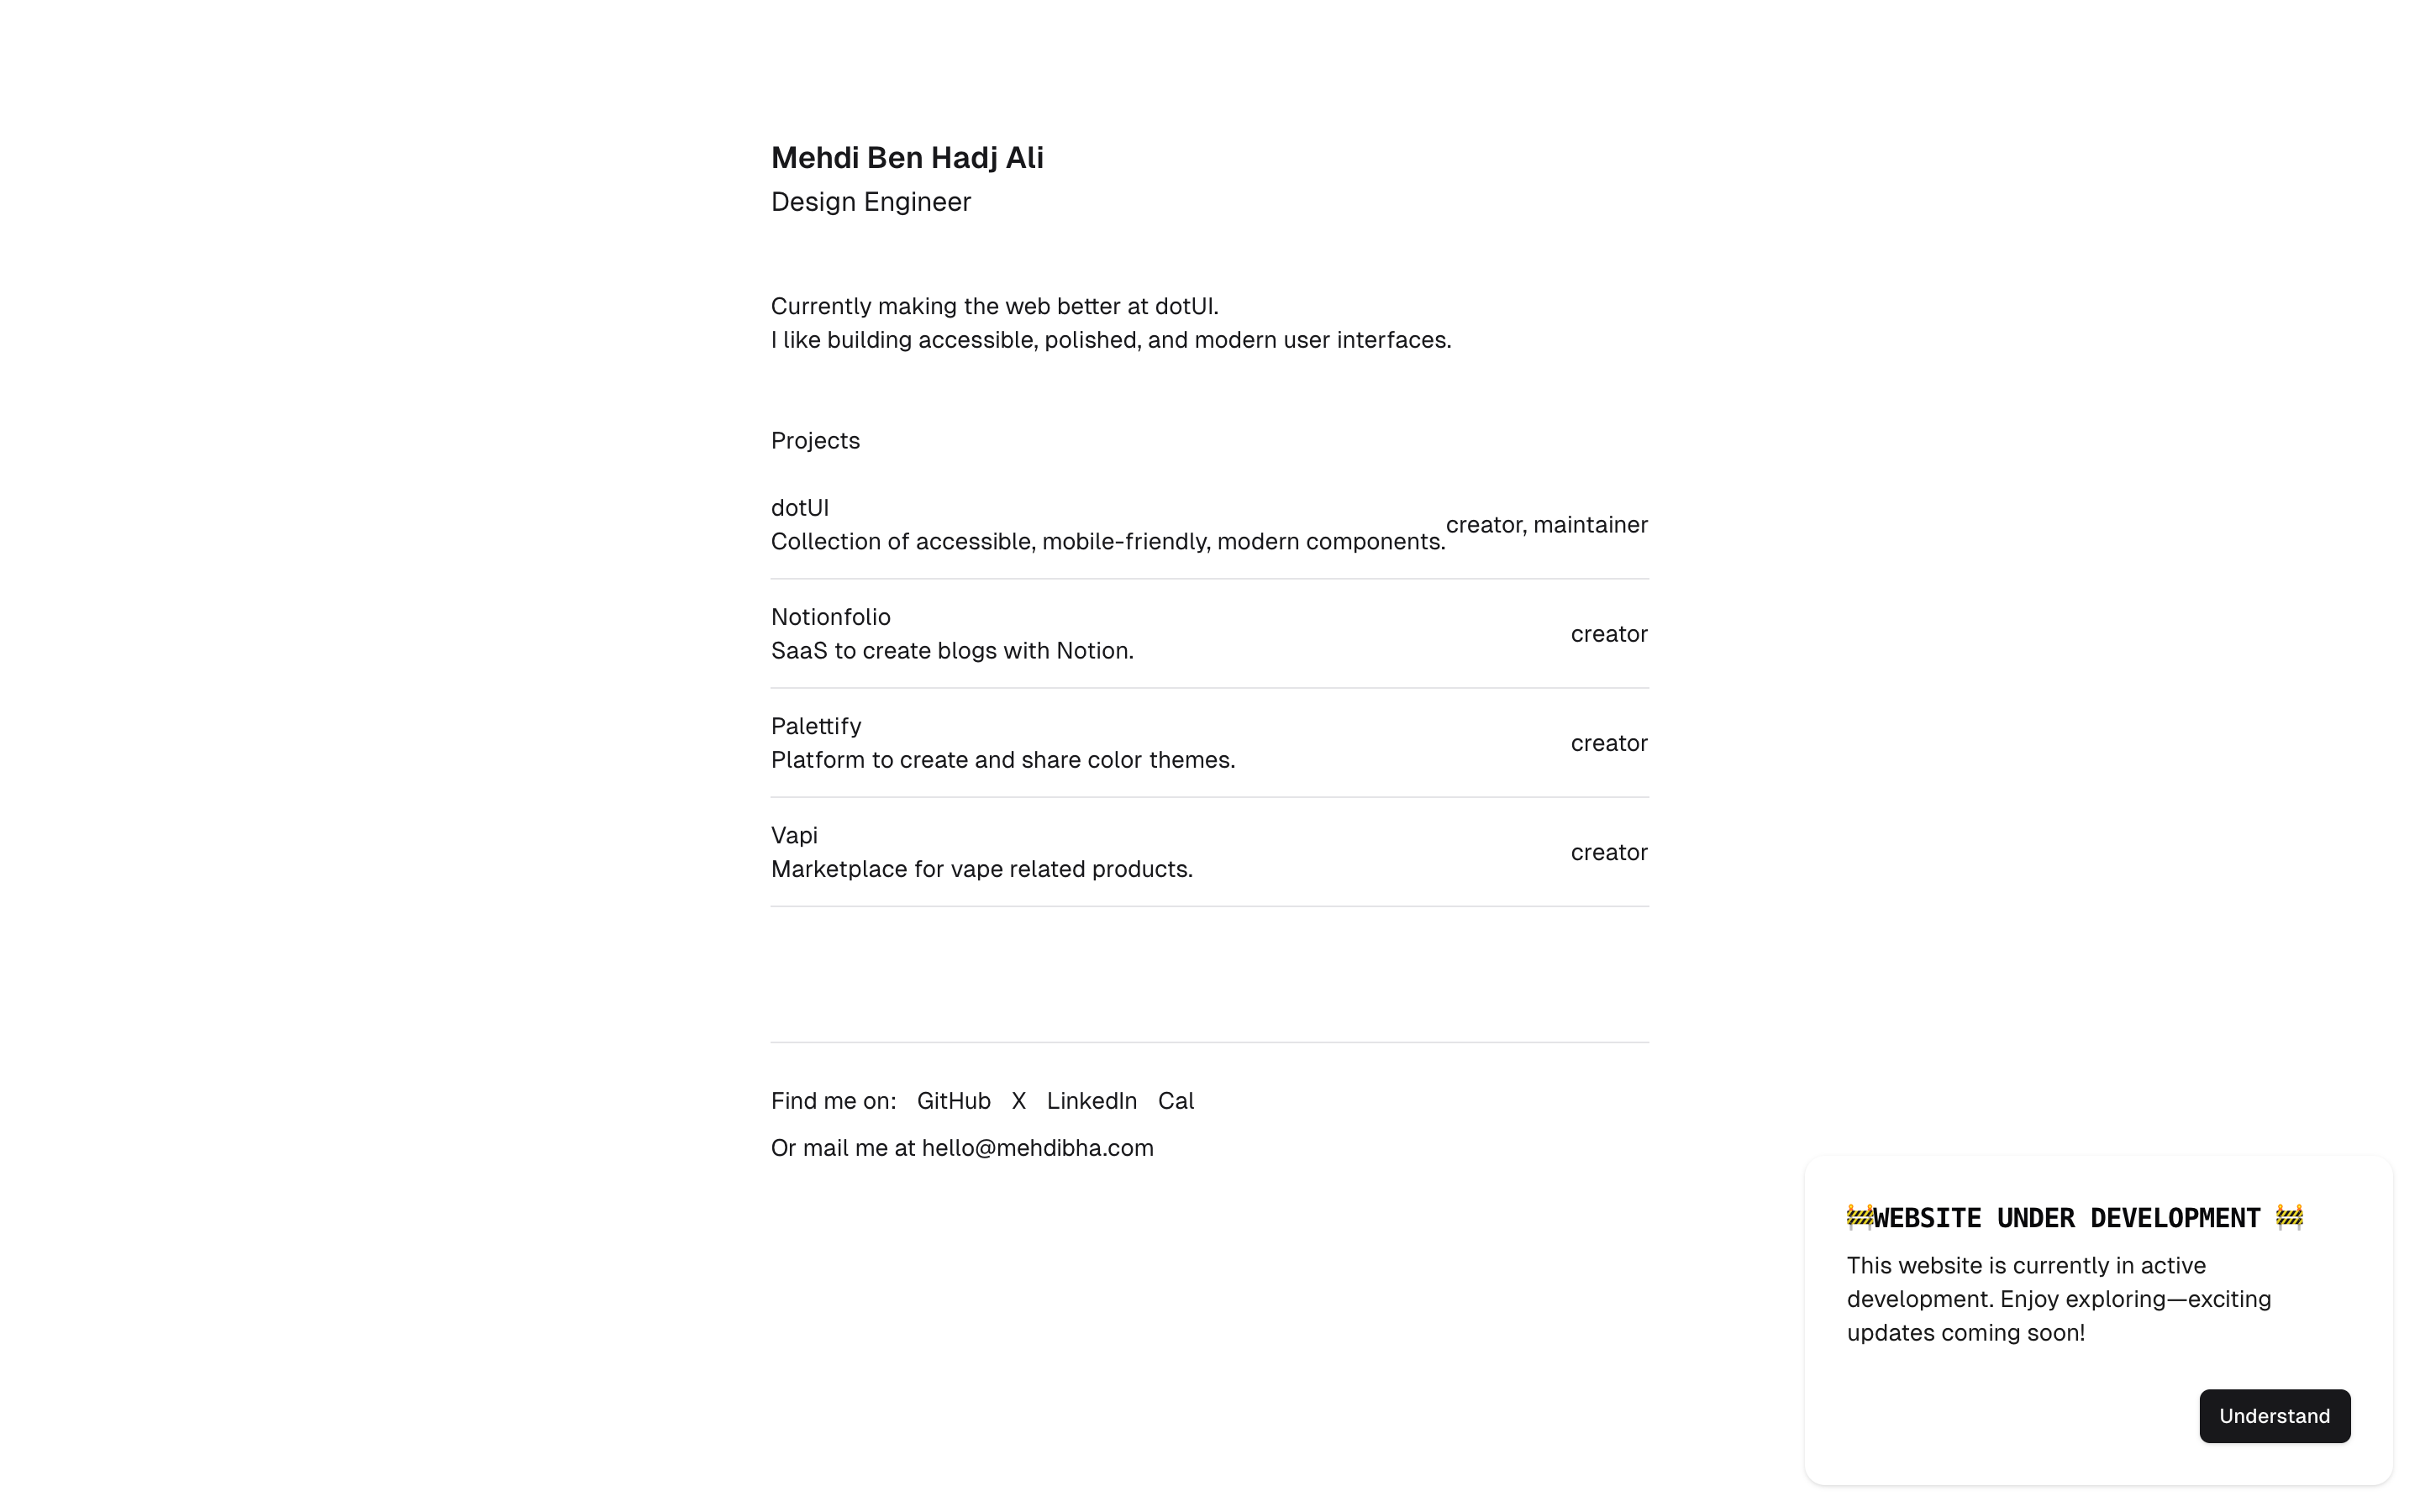 Mehdi Ben Hadj Ali
Design Engineer
Currently making the web better at dotUI.
I like building accessible, polished, and modern user interfaces.
Projects
dotUI
Collection of accessible, mobile-friendly, modern components.
creator, maintainer
Notionfolio
SaaS to create blogs with Notion.
creator
Palettify
Platform to create and share color themes.
creator
Vapi
Marketplace for vape related products.
creator
Find me on: GitHub X LinkedIn Cal
Or mail me at hello@mehdibha.com
🚧WEBSITE UNDER DEVELOPMENT 🚧
This website is currently in active
development. Enjoy exploring—exciting
updates coming soon!
Understand